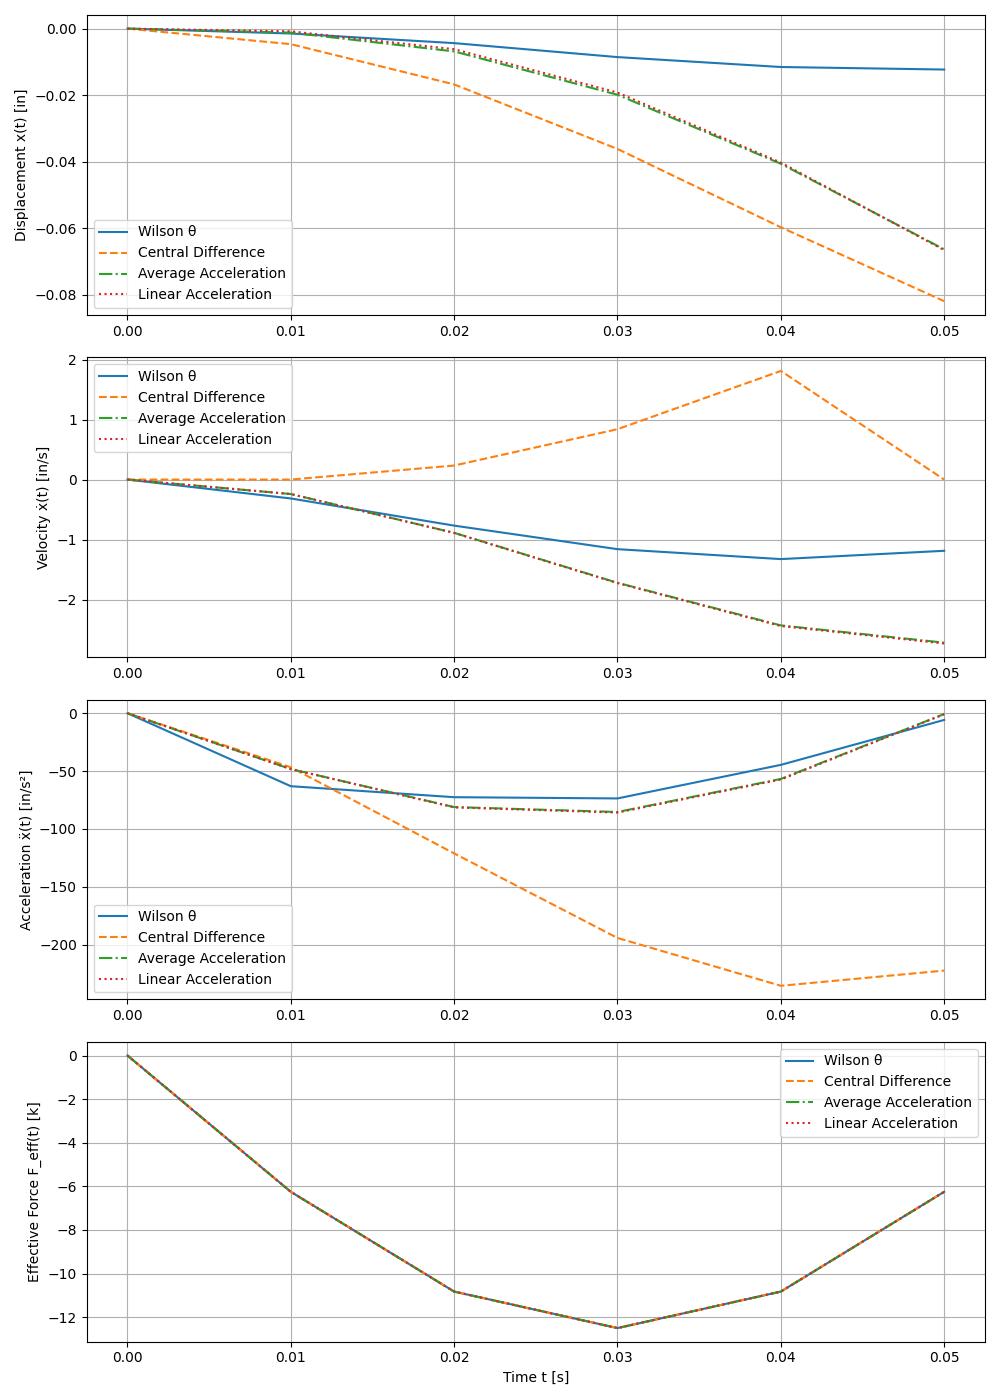 0.00
−0.02
−0.04
−0.06
−0.08
Displacement x(t) [in]
Wilson θ
Central Difference
Average Acceleration
Linear Acceleration
0.00 0.01 0.02 0.03 0.04 0.05
2
1
0
−1
−2
Velocity ẋ(t) [in/s]
Wilson θ
Central Difference
Average Acceleration
Linear Acceleration
0.00 0.01 0.02 0.03 0.04 0.05
0
−50
−100
−150
−200
Acceleration ẍ(t) [in/s²]
Wilson θ
Central Difference
Average Acceleration
Linear Acceleration
0.00 0.01 0.02 0.03 0.04 0.05
0
−2
−4
−6
−8
−10
−12
Effective Force F_eff(t) [k]
Wilson θ
Central Difference
Average Acceleration
Linear Acceleration
0.00 0.01 0.02 0.03 0.04 0.05
Time t [s]